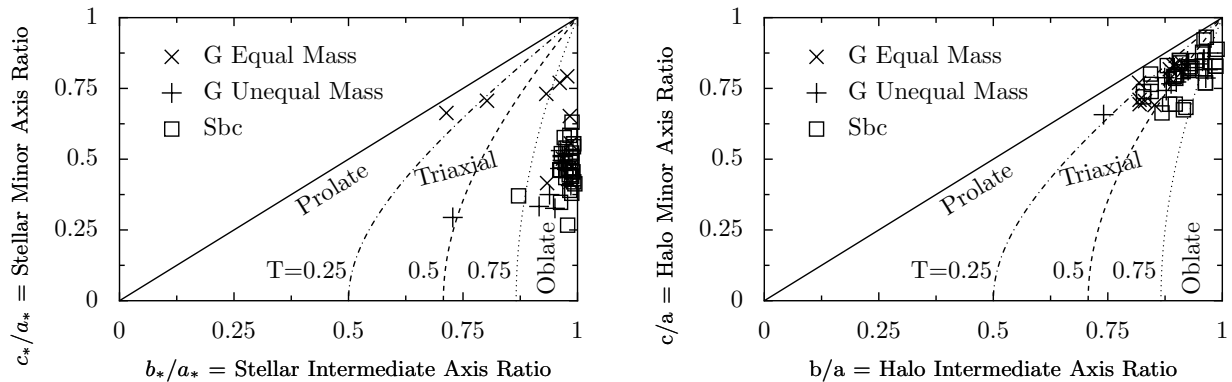 c*/a* = Stellar Minor Axis Ratio
1
0.75
0.5
0.25
0
G Equal Mass
G Unequal Mass
Sbc
Prolate
Triaxial
T=0.25
0.5
0.75
Oblate
0
0.25
0.5
0.75
1
b*/a* = Stellar Intermediate Axis Ratio
c/a = Halo Minor Axis Ratio
1
0.75
0.5
0.25
0
G Equal Mass
G Unequal Mass
Sbc
Prolate
Triaxial
T=0.25
0.5
0.75
Oblate
0
0.25
0.5
0.75
1
b/a = Halo Intermediate Axis Ratio